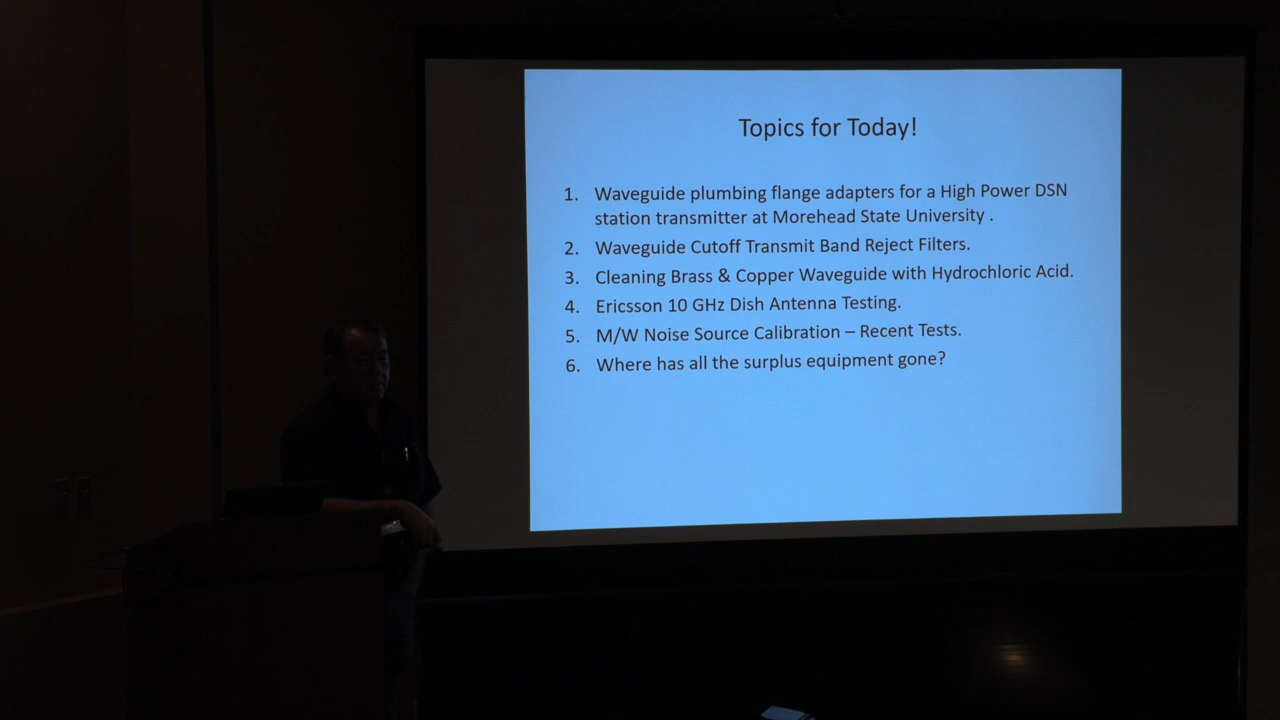 Topics for Today!
1. Waveguide plumbing flange adapters for a High Power DSN
station transmitter at Morehead State University .
2. Waveguide Cutoff Transmit Band Reject Filters.
3. Cleaning Brass & Copper Waveguide with Hydrochloric Acid.
4. Ericsson 10 GHz Dish Antenna Testing.
5. M/W Noise Source Calibration – Recent Tests.
6. Where has all the surplus equipment gone?